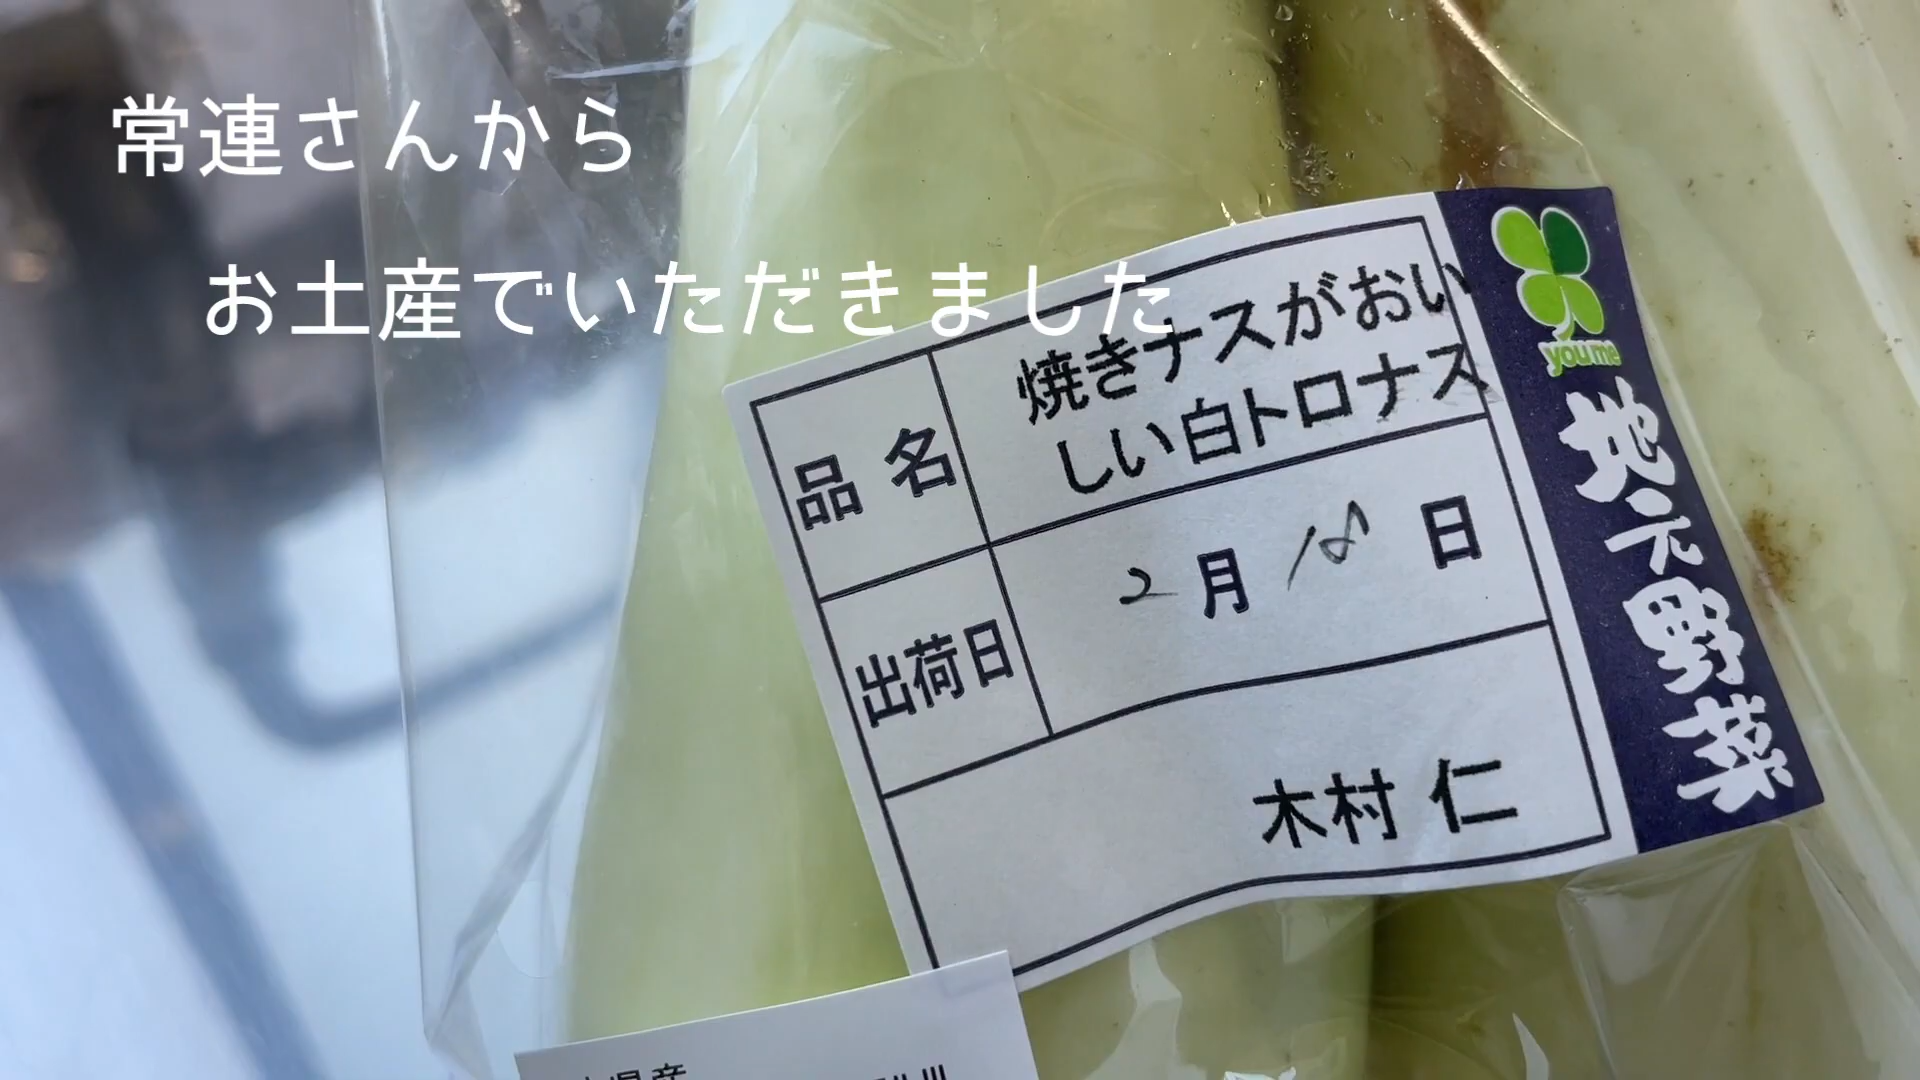 常連さんから
お土産でいただきました
品名
焼きナスがおい
しい白トロナス
出荷日
2月18日
木村 仁
you me
地元野菜
県産